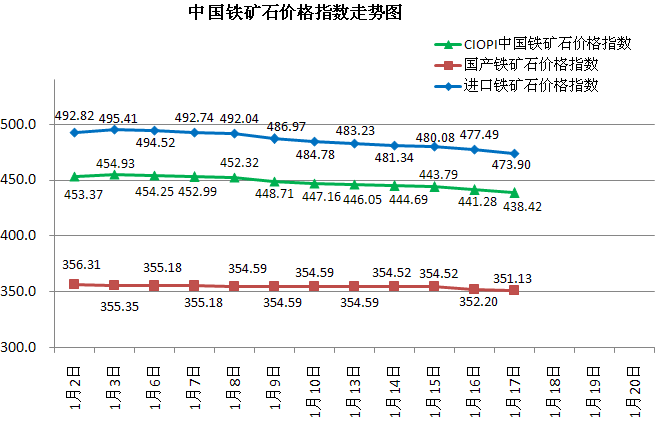 中国铁矿石价格指数走势图
CIOPI中国铁矿石价格指数
国产铁矿石价格指数
进口铁矿石价格指数
500.0
450.0
400.0
350.0
300.0
492.82 495.41 494.52 492.74 492.04 486.97 484.78 483.23 481.34 480.08 477.49 473.90
453.37 454.93 454.25 452.99 452.32 448.71 447.16 446.05 444.69 443.79 441.28 438.42
356.31 355.35 355.18 355.18 354.59 354.59 354.59 354.59 354.52 354.52 352.20 351.13
1月2日 1月3日 1月6日 1月7日 1月8日 1月9日 1月10日 1月13日 1月14日 1月15日 1月16日 1月17日 1月18日 1月19日 1月20日